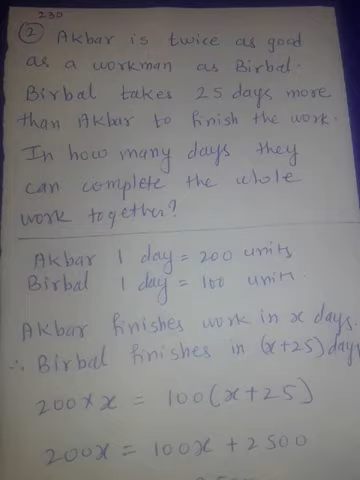 230
② Akbar is twice as good
as a workman as Birbal.
Birbal takes 25 days more
than Akbar to finish the work.
In how many days they
can complete the whole
work together?
Akbar 1 day = 200 units
Birbal 1 day = 100 units.
Akbar finishes work in x days.
∴ Birbal finishes in (x+25) days
200 × x = 100(x+25)
200x = 100x + 2500